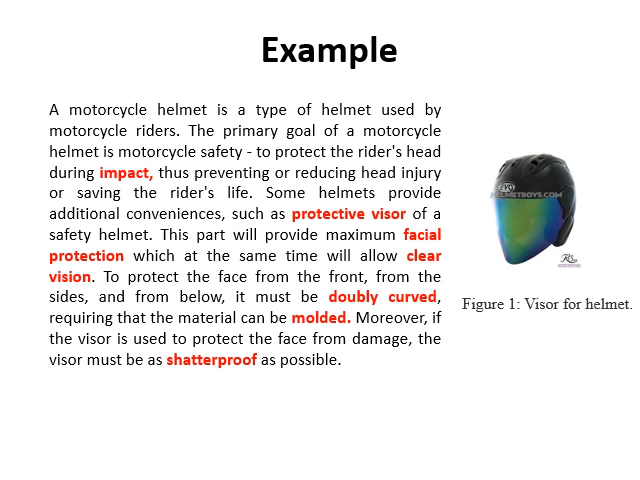 Example
A motorcycle helmet is a type of helmet used by
motorcycle riders. The primary goal of a motorcycle
helmet is motorcycle safety - to protect the rider's head
during impact, thus preventing or reducing head injury
or saving the rider's life. Some helmets provide
additional conveniences, such as protective visor of a
safety helmet. This part will provide maximum facial
protection which at the same time will allow clear
vision. To protect the face from the front, from the
sides, and from below, it must be doubly curved,
requiring that the material can be molded. Moreover, if
the visor is used to protect the face from damage, the
visor must be as shatterproof as possible.
EVO
HELMETBOYS.COM
Figure 1: Visor for helmet.